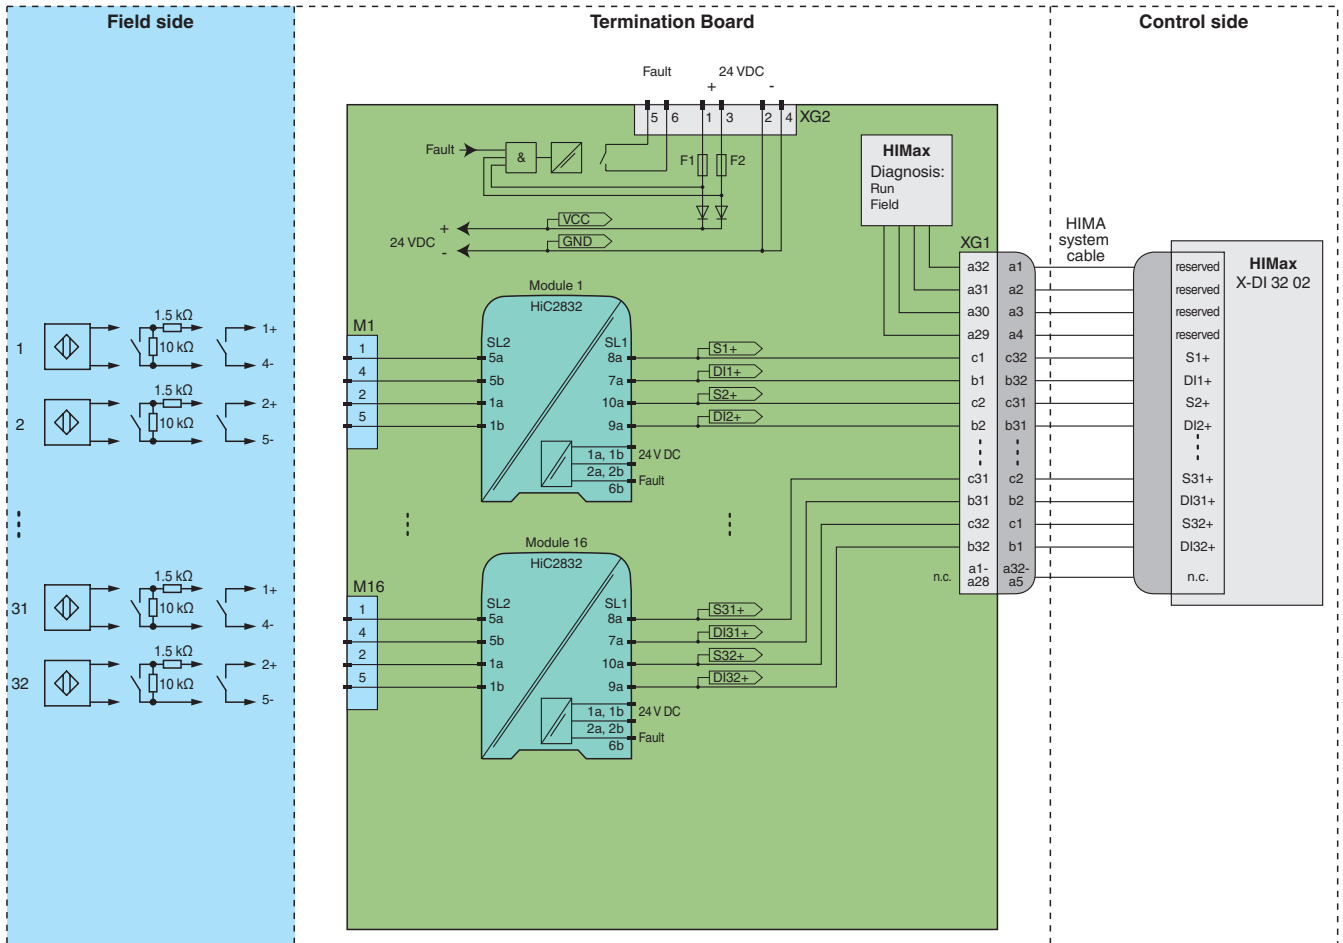 Field side
Termination Board
Control side
Fault
24 VDC
+
-
5
6
1
3
2
4
XG2
Fault
&
F1
F2
HIMax
Diagnosis:
Run
Field
VCC
GND
+
24 VDC
-
XG1
HIMA
system
cable
HIMax
X-DI 32 02
a32
a1
reserved
a31
a2
reserved
a30
a3
reserved
a29
a4
reserved
c1
c32
S1+
b1
b32
DI1+
c2
c31
S2+
b2
b31
DI2+
c31
c2
S31+
b31
b2
DI31+
c32
c1
S32+
b32
b1
DI32+
n.c.
a1-
a28
a32-
a5
n.c.
1
1.5 kΩ
10 kΩ
1+
4-
2
1.5 kΩ
10 kΩ
2+
5-
31
1.5 kΩ
10 kΩ
1+
4-
32
1.5 kΩ
10 kΩ
2+
5-
M1
1
4
2
5
Module 1
HiC2832
SL2
SL1
5a
8a
S1+
5b
7a
DI1+
1a
10a
S2+
1b
9a
DI2+
1a, 1b
24 V DC
2a, 2b
Fault
6b
M16
1
4
2
5
Module 16
HiC2832
SL2
SL1
5a
8a
S31+
5b
7a
DI31+
1a
10a
S32+
1b
9a
DI32+
1a, 1b
24 V DC
2a, 2b
Fault
6b